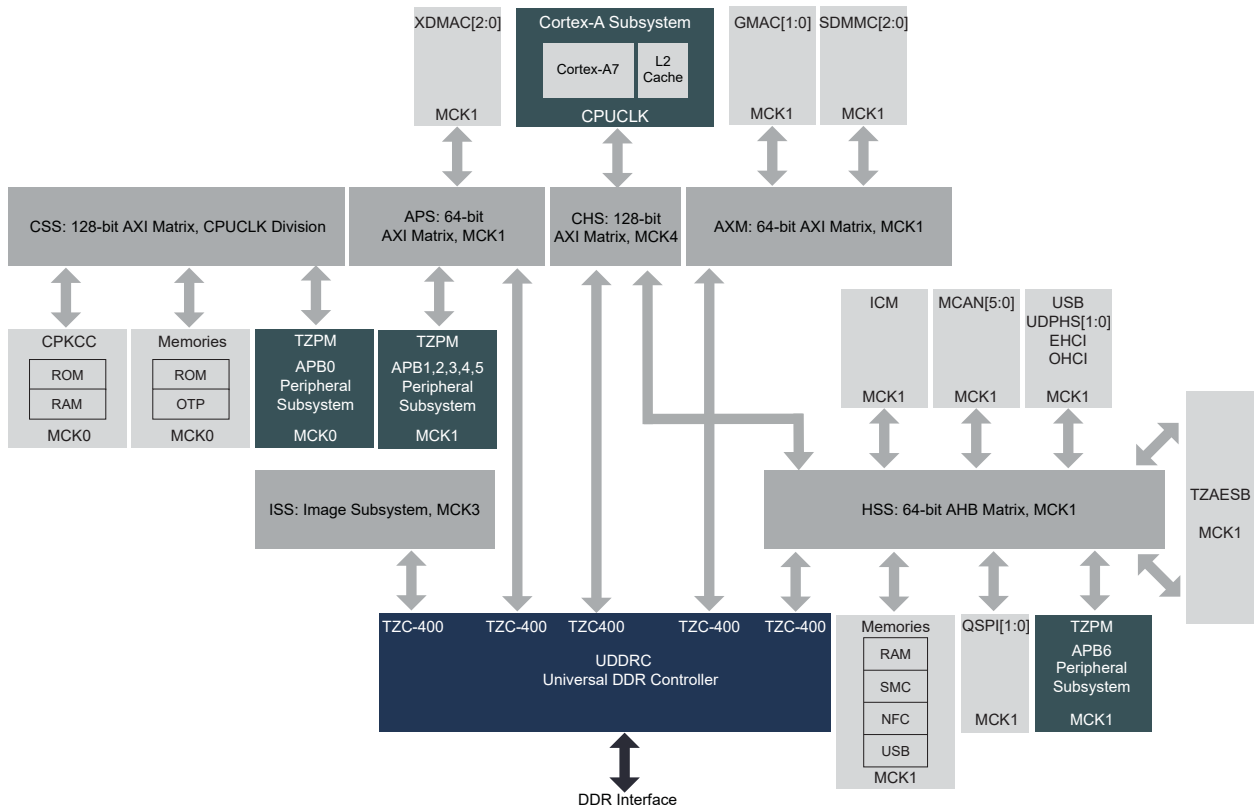 XDMAC[2:0]
MCK1
Cortex-A Subsystem
Cortex-A7
L2
Cache
CPUCLK
GMAC[1:0]
MCK1
SDMMC[2:0]
MCK1
CSS: 128-bit AXI Matrix, CPUCLK Division
APS: 64-bit
AXI Matrix, MCK1
CHS: 128-bit
AXI Matrix, MCK4
AXM: 64-bit AXI Matrix, MCK1
CPKCC
ROM
RAM
MCK0
Memories
ROM
OTP
MCK0
TZPM
APB0
Peripheral
Subsystem
MCK0
TZPM
APB1,2,3,4,5
Peripheral
Subsystem
MCK1
ICM
MCK1
MCAN[5:0]
MCK1
USB
UDPHS[1:0]
EHCI
OHCI
MCK1
TZAESB
MCK1
ISS: Image Subsystem, MCK3
HSS: 64-bit AHB Matrix, MCK1
TZC-400
TZC-400
TZC400
TZC-400
TZC-400
UDDRC
Universal DDR Controller
Memories
RAM
SMC
NFC
USB
MCK1
QSPI[1:0]
MCK1
TZPM
APB6
Peripheral
Subsystem
MCK1
DDR Interface